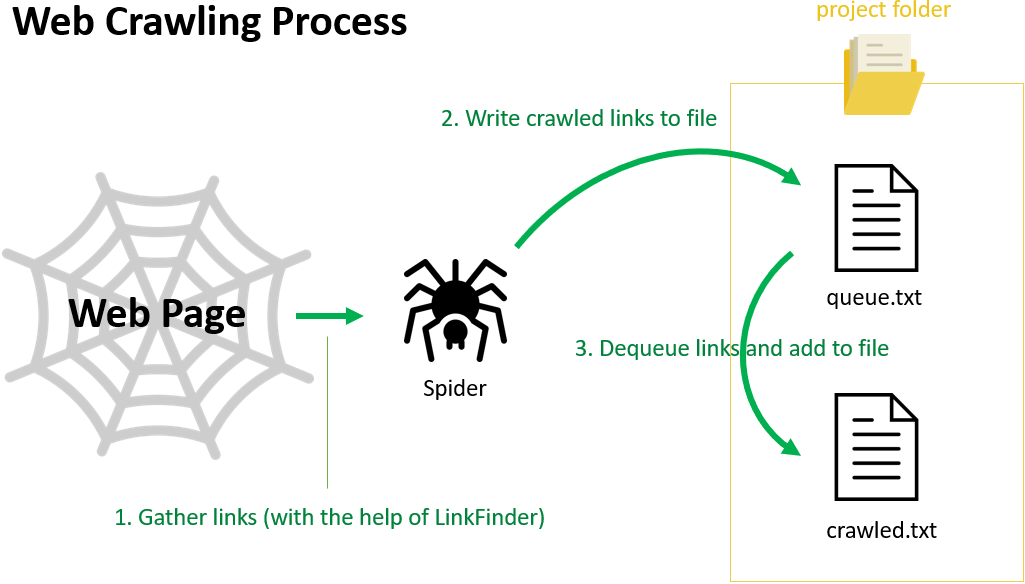 Web Crawling Process
project folder
2. Write crawled links to file
Web Page
queue.txt
3. Dequeue links and add to file
Spider
1. Gather links (with the help of LinkFinder)
crawled.txt